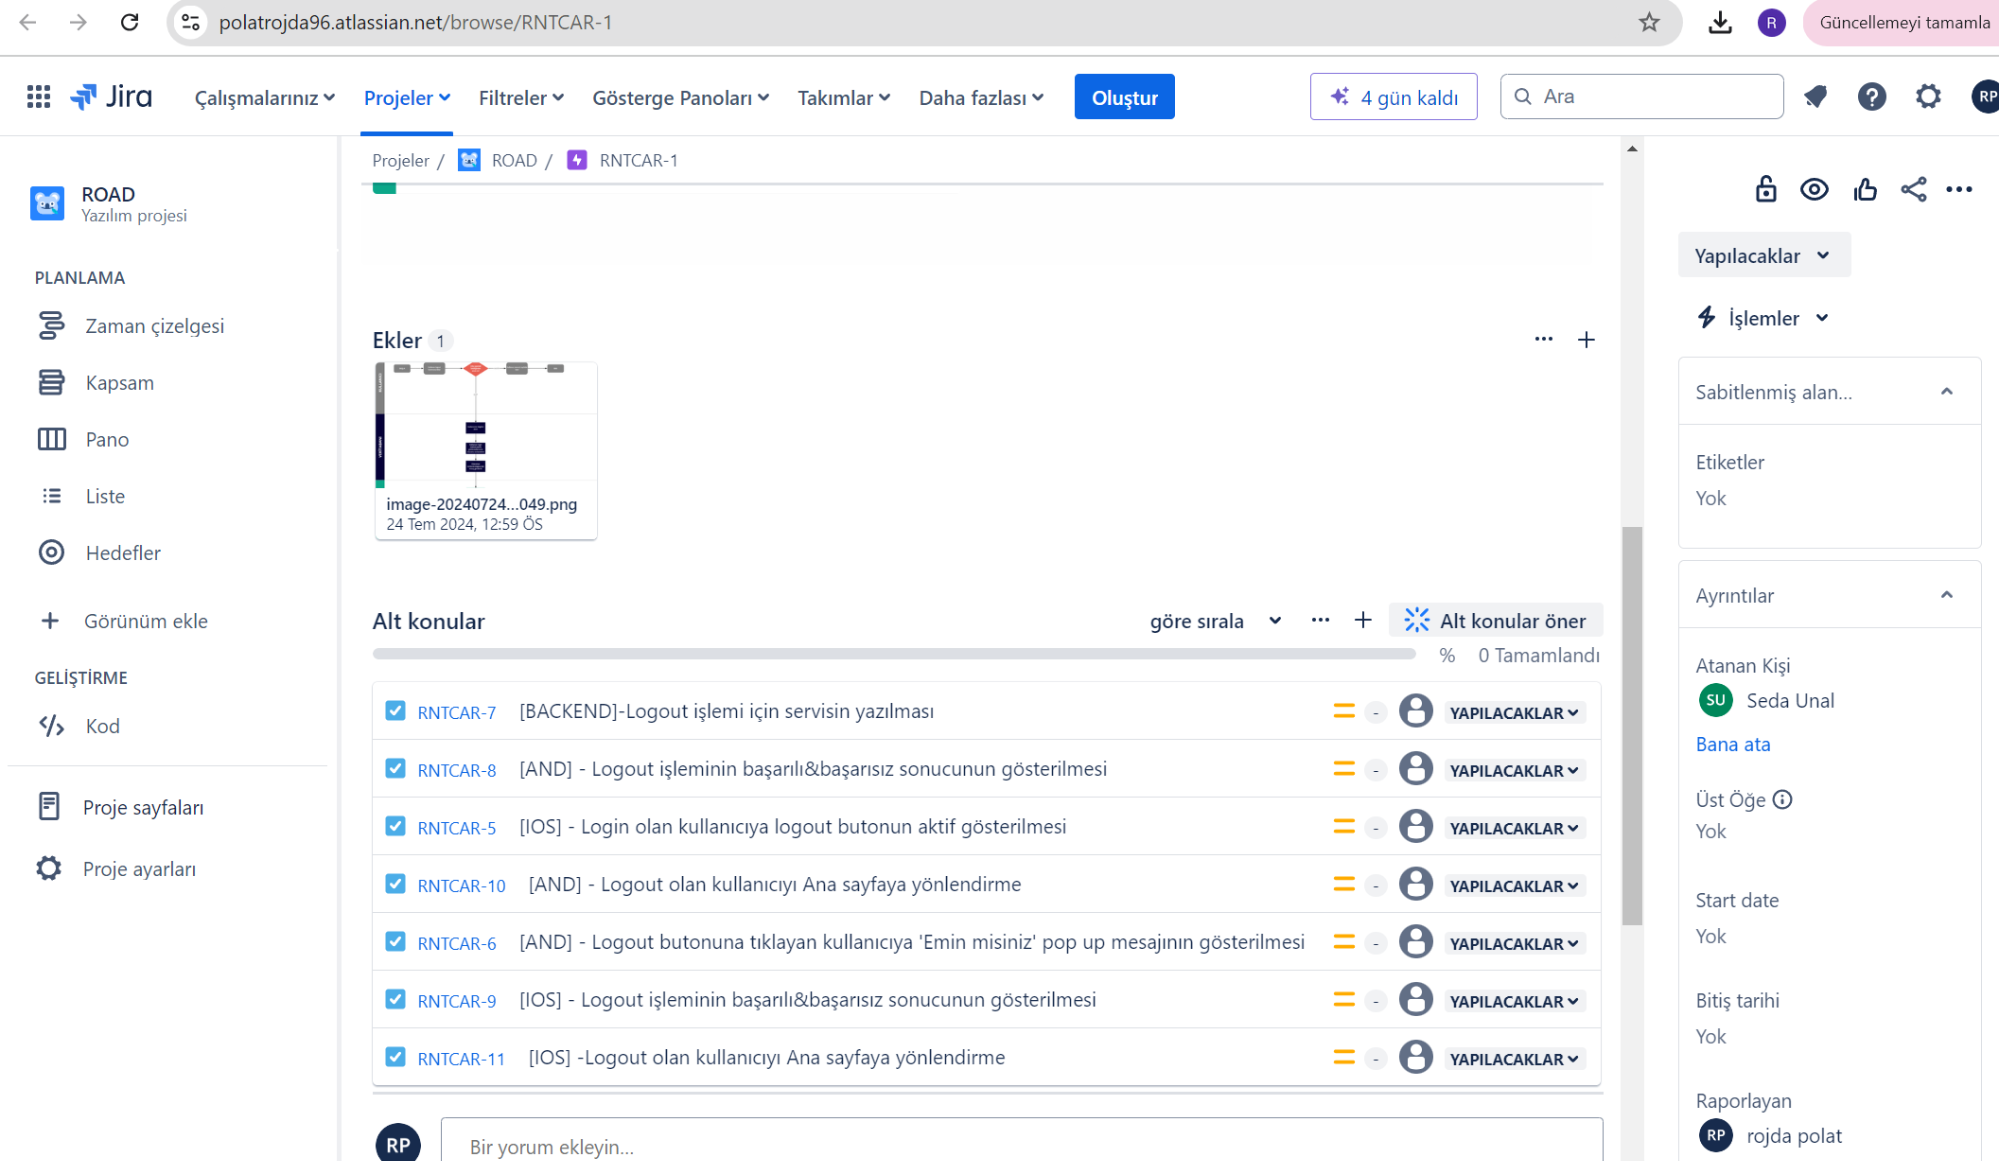 polatrojda96.atlassian.net/browse/RNTCAR-1
R
Güncellemeyi tamamla
Jira
Çalışmalarınız
Projeler
Filtreler
Gösterge Panoları
Takımlar
Daha fazlası
Oluştur
4 gün kaldı
Ara
RP
ROAD
Yazılım projesi
PLANLAMA
Zaman çizelgesi
Kapsam
Pano
Liste
Hedefler
Görünüm ekle
GELİŞTİRME
Kod
Proje sayfaları
Proje ayarları
Projeler / ROAD / RNTCAR-1
Ekler 1
image-20240724...049.png
24 Tem 2024, 12:59 ÖS
Alt konular
göre sırala
Alt konular öner
% 0 Tamamlandı
RNTCAR-7 [BACKEND]-Logout işlemi için servisin yazılması - YAPILACAKLAR
RNTCAR-8 [AND] - Logout işleminin başarılı&başarısız sonucunun gösterilmesi - YAPILACAKLAR
RNTCAR-5 [IOS] - Login olan kullanıcıya logout butonun aktif gösterilmesi - YAPILACAKLAR
RNTCAR-10 [AND] - Logout olan kullanıcıyı Ana sayfaya yönlendirme - YAPILACAKLAR
RNTCAR-6 [AND] - Logout butonuna tıklayan kullanıcıya 'Emin misiniz' pop up mesajının gösterilmesi - YAPILACAKLAR
RNTCAR-9 [IOS] - Logout işleminin başarılı&başarısız sonucunun gösterilmesi - YAPILACAKLAR
RNTCAR-11 [IOS] -Logout olan kullanıcıyı Ana sayfaya yönlendirme - YAPILACAKLAR
RP
Bir yorum ekleyin...
Yapılacaklar
İşlemler
Sabitlenmiş alan...
Etiketler
Yok
Ayrıntılar
Atanan Kişi
SU Seda Unal
Bana ata
Üst Öğe
Yok
Start date
Yok
Bitiş tarihi
Yok
Raporlayan
RP rojda polat